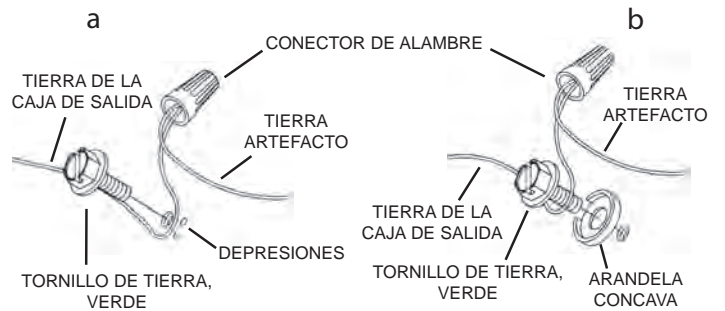 a
b
CONECTOR DE ALAMBRE
TIERRA DE LA
CAJA DE SALIDA
TIERRA
ARTEFACTO
TIERRA
ARTEFACTO
TIERRA DE LA
CAJA DE SALIDA
DEPRESIONES
TORNILLO DE TIERRA,
VERDE
TORNILLO DE TIERRA,
VERDE
ARANDELA
CONCAVA